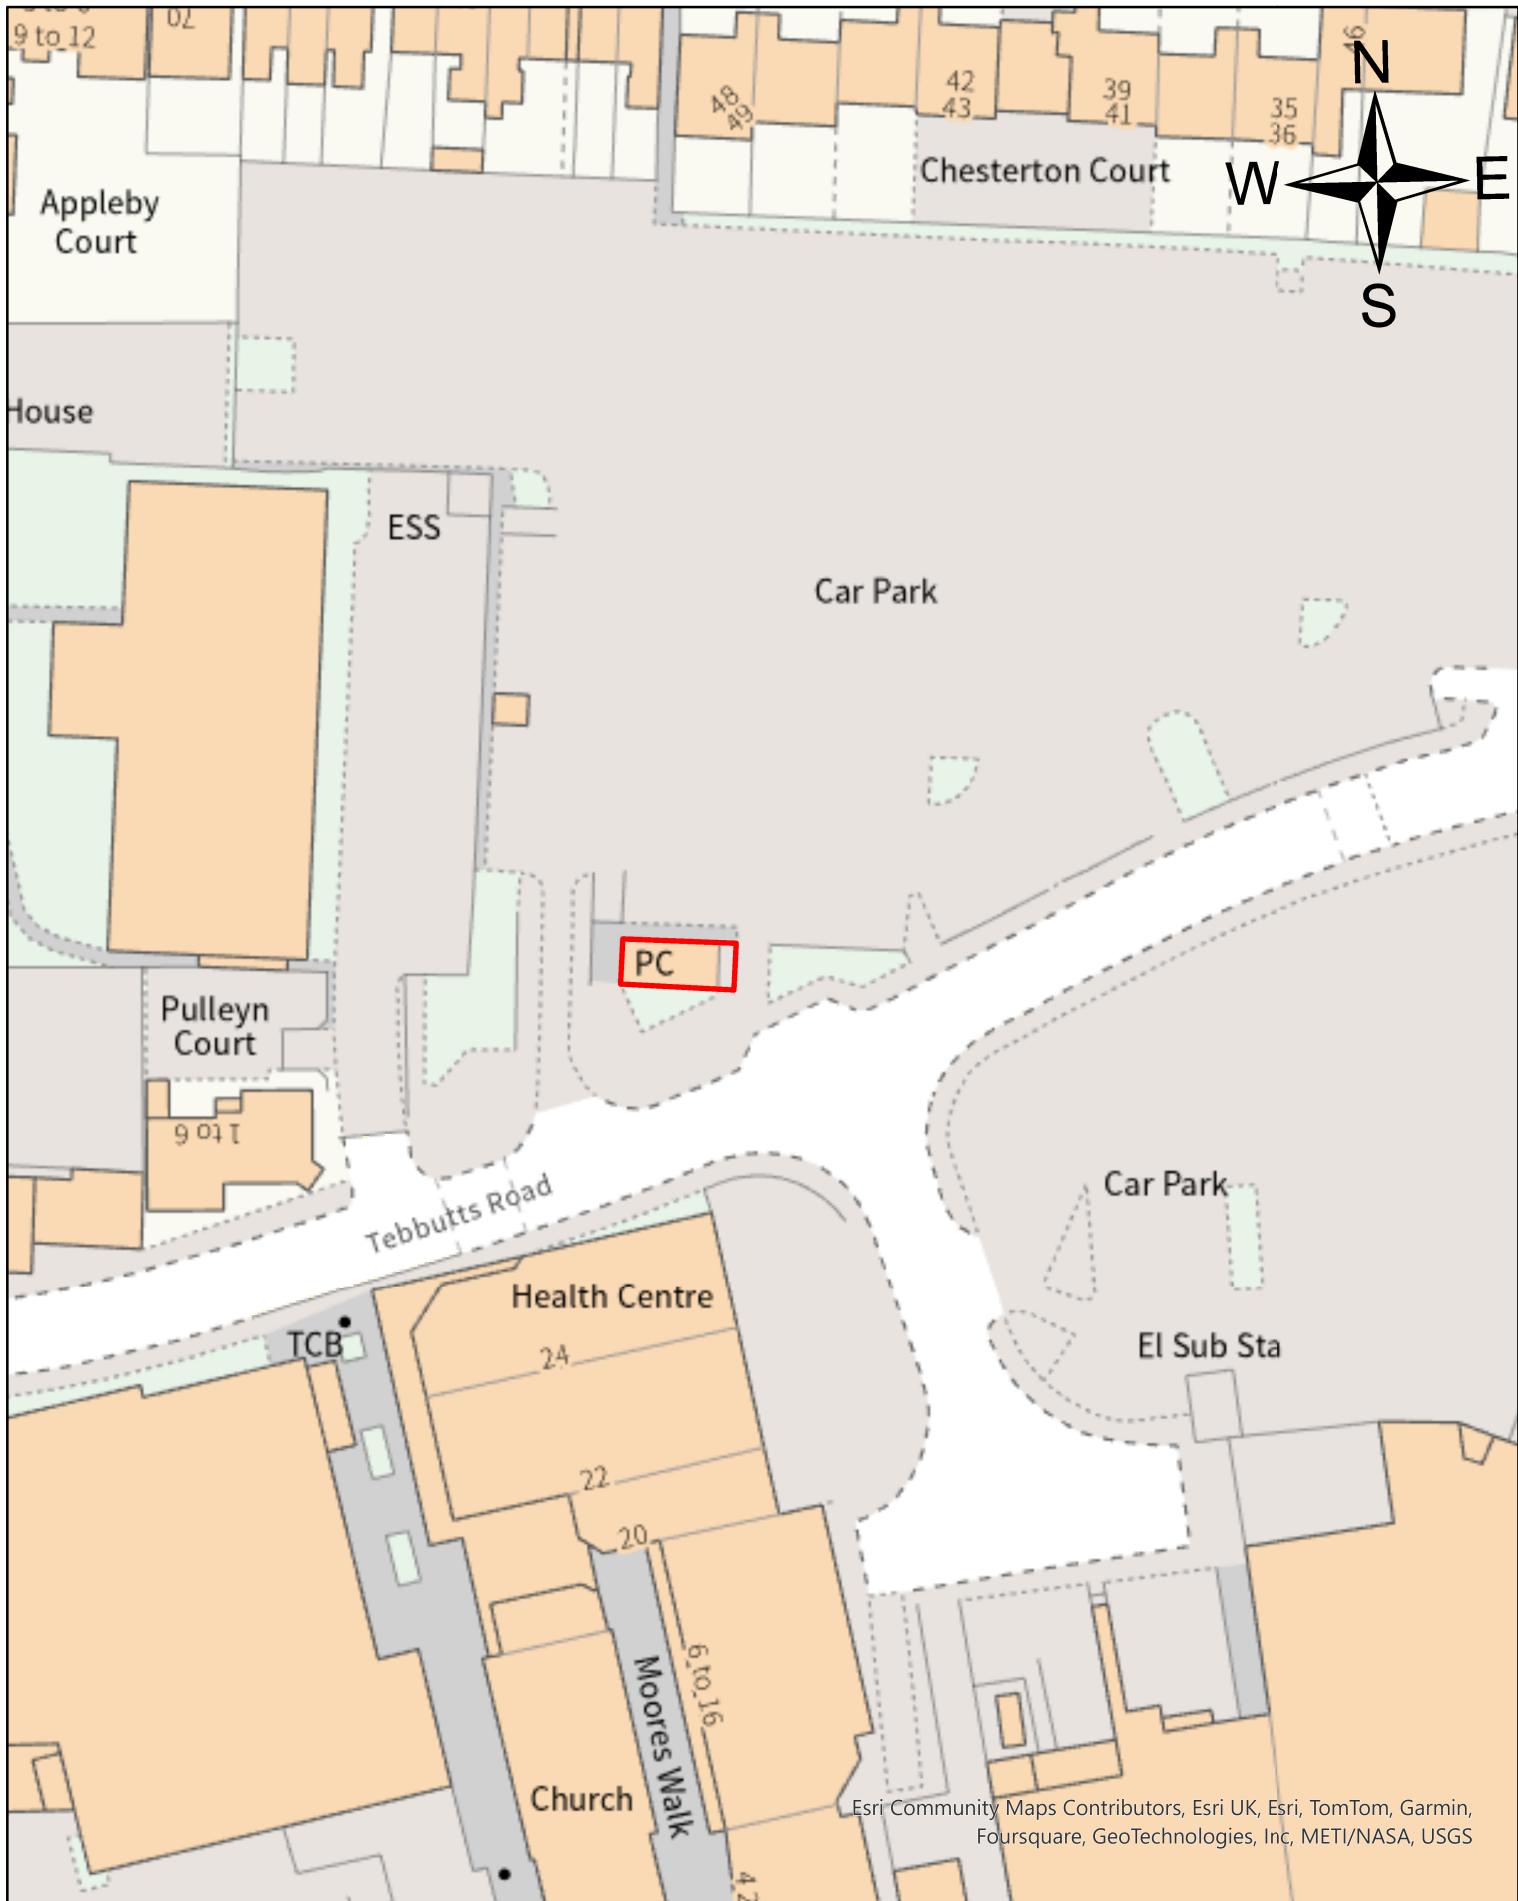 9 to 12
70
48
49
42
43
39
41
35
36
46
N
W
E
S
Chesterton Court
Appleby
Court
House
ESS
Car Park
PC
Pulleyn
Court
1 to 6
Tebbutts Road
Car Park
Health Centre
TCB
24
El Sub Sta
22
20
6 to 16
Moores Walk
Church
Esri Community Maps Contributors, Esri UK, Esri, TomTom, Garmin,
Foursquare, GeoTechnologies, Inc, METI/NASA, USGS